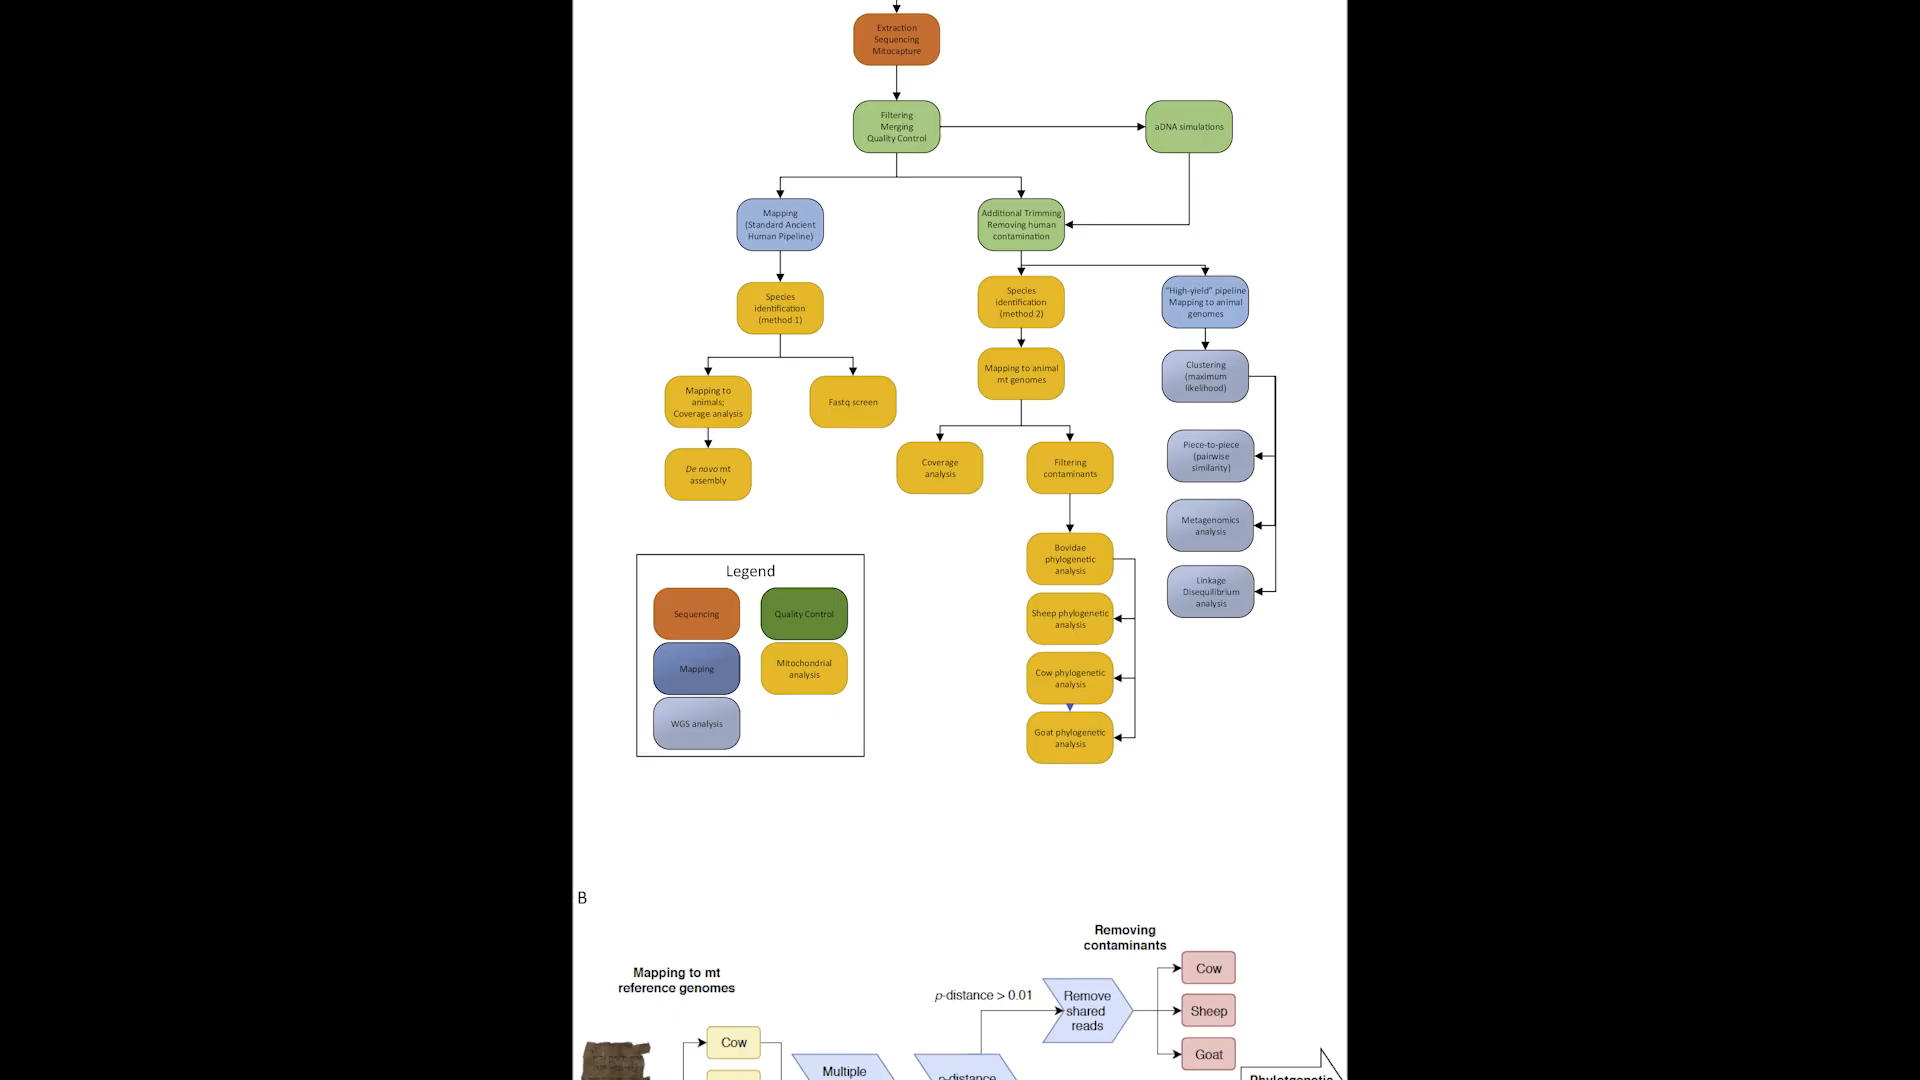 Extraction
Sequencing
Mitocapture
Filtering
Merging
Quality Control
aDNA simulations
Mapping
(Standard Ancient
Human Pipeline)
Additional Trimming
Removing human
contamination
Species
identification
(method 1)
Species
identification
(method 2)
"High-yield" pipeline
Mapping to animal
genomes
Mapping to
animals;
Coverage analysis
Fastq screen
Mapping to animal
mt genomes
Clustering
(maximum
likelihood)
De novo mt
assembly
Coverage
analysis
Filtering
contaminants
Piece-to-piece
(pairwise
similarity)
Metagenomics
analysis
Bovidae
phylogenetic
analysis
Linkage
Disequilibrium
analysis
Sheep phylogenetic
analysis
Cow phylogenetic
analysis
Goat phylogenetic
analysis
Legend
Sequencing
Quality Control
Mapping
Mitochondrial
analysis
WGS analysis
B
Mapping to mt
reference genomes
Removing
contaminants
p-distance > 0.01
Remove
shared
reads
Cow
Sheep
Goat
Cow
Multiple
p-distance
Phylotgenetic